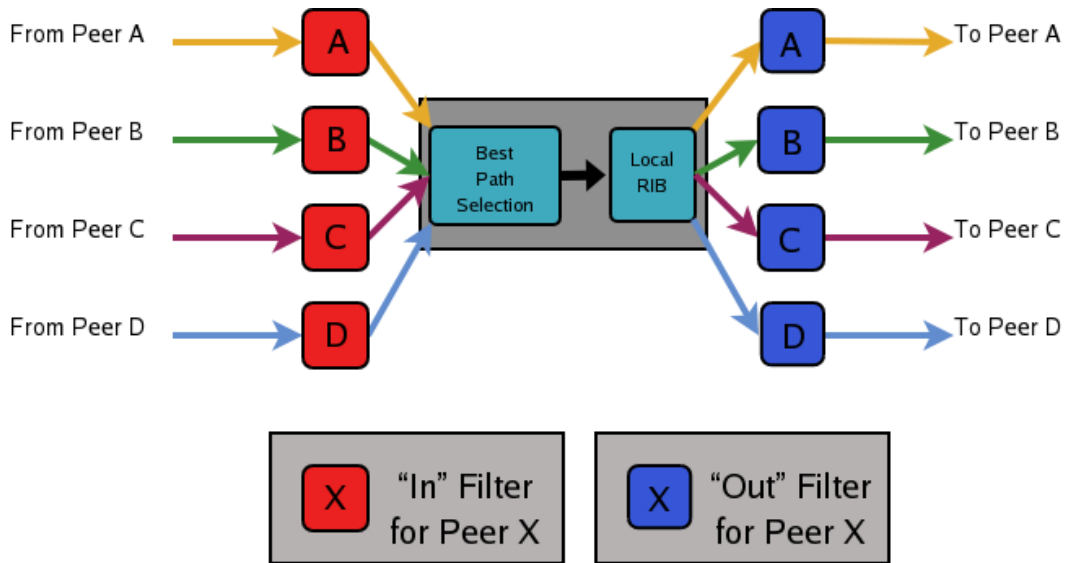 From Peer A
A
A
To Peer A
From Peer B
B
Best
Path
Selection
Local
RIB
B
To Peer B
From Peer C
C
C
To Peer C
From Peer D
D
D
To Peer D
X
“In” Filter
for Peer X
X
“Out” Filter
for Peer X